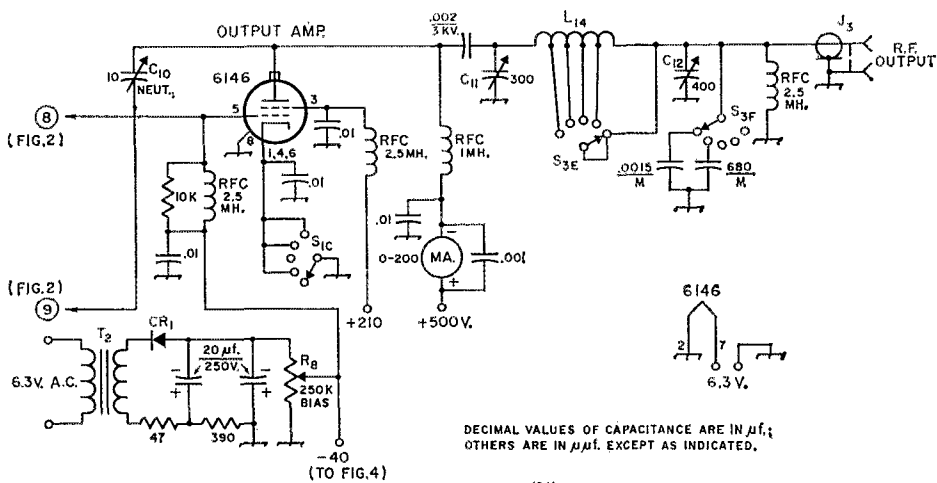 OUTPUT AMP.
.002
3 KV.
L14
J3
R.F.
OUTPUT
10
C10
NEUT.
6146
5
3
8
1,4,6
.01
C11
300
C12
400
RFC
2.5
MH.
8
(FIG.2)
RFC
2.5MH.
RFC
1MH.
S3E
S3F
.0015
M
680
M
10K
RFC
2.5
MH.
.01
.01
S1C
.01
0-200
MA.
-
+
.001
(FIG.2)
9
+210
+500V.
6146
2
7
6.3 V.
T2
CR1
6.3V. A.C.
20 µf.
250V.
-
+
-
+
R8
250K
BIAS
47
390
-40
(TO FIG.4)
DECIMAL VALUES OF CAPACITANCE ARE IN µf.;
OTHERS ARE IN µµf. EXCEPT AS INDICATED.